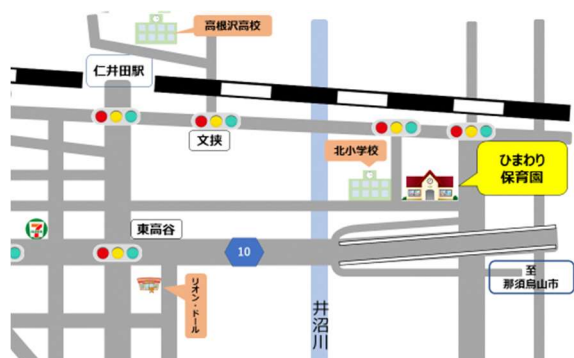 高根沢高校
仁井田駅
文挟
北小学校
ひまわり
保育園
東高谷
10
リオン・ドール
井沼川
至
那須烏山市